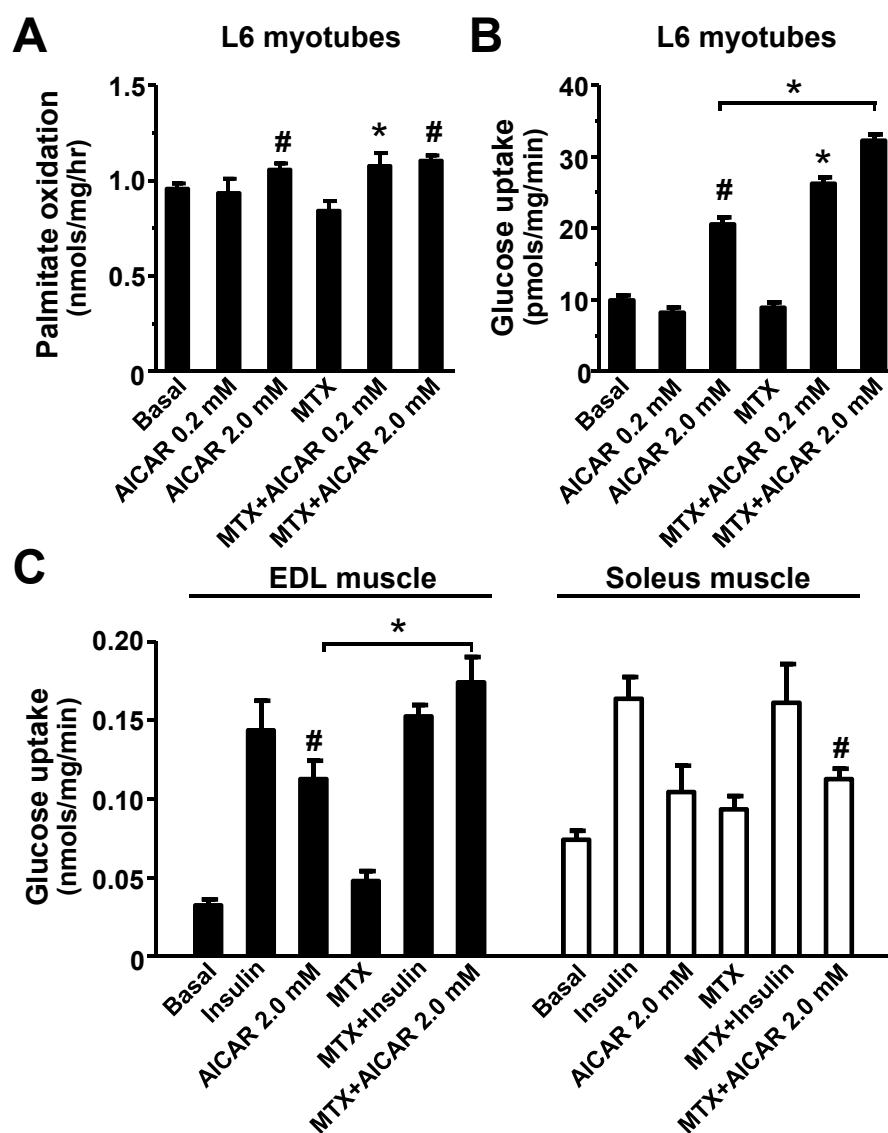 A
L6 myotubes
Palmitate oxidation
(nmols/mg/hr)
1.5
1.0
0.5
0
#
*
#
Basal
AICAR 0.2 mM
AICAR 2.0 mM
MTX
MTX+AICAR 0.2 mM
MTX+AICAR 2.0 mM
B
L6 myotubes
Glucose uptake
(pmols/mg/min)
40
30
20
10
0
#
*
*
Basal
AICAR 0.2 mM
AICAR 2.0 mM
MTX
MTX+AICAR 0.2 mM
MTX+AICAR 2.0 mM
C
EDL muscle
Soleus muscle
Glucose uptake
(nmols/mg/min)
0.20
0.15
0.10
0.05
0
#
*
#
Basal
Insulin
AICAR 2.0 mM
MTX
MTX+Insulin
MTX+AICAR 2.0 mM
Basal
Insulin
AICAR 2.0 mM
MTX
MTX+Insulin
MTX+AICAR 2.0 mM